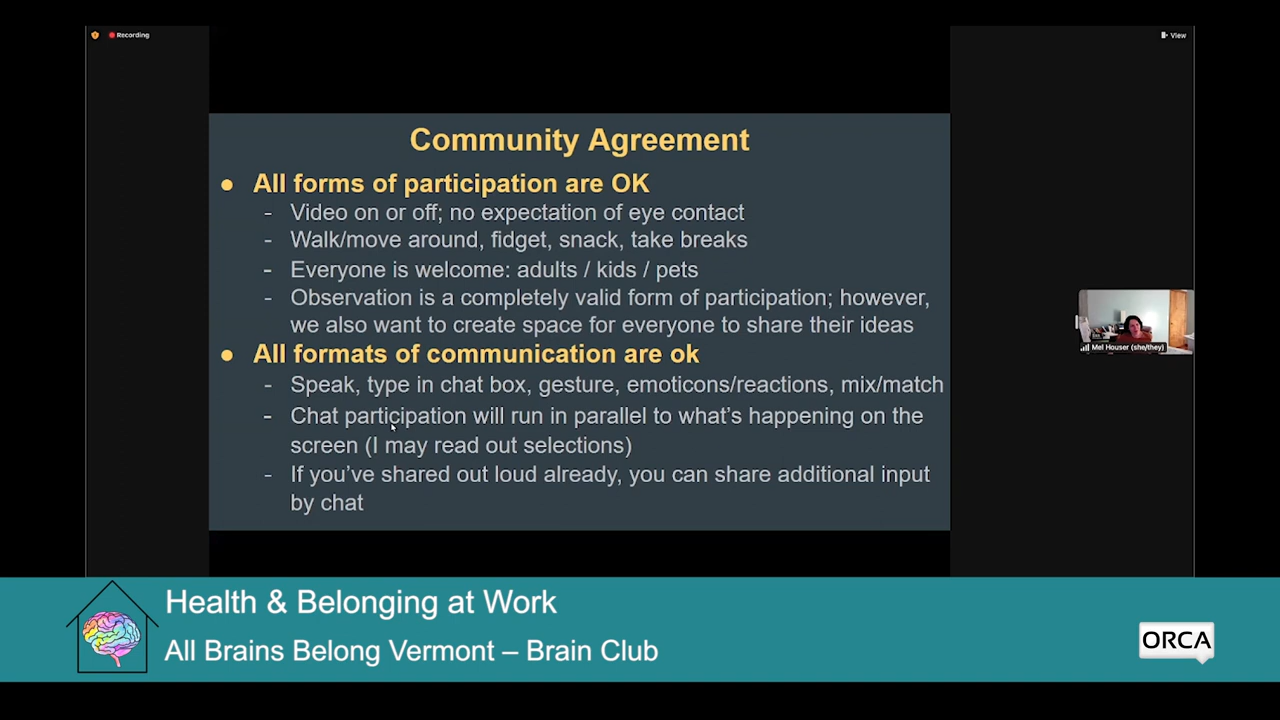 Recording
View
Community Agreement
● All forms of participation are OK
- Video on or off; no expectation of eye contact
- Walk/move around, fidget, snack, take breaks
- Everyone is welcome: adults / kids / pets
- Observation is a completely valid form of participation; however,
we also want to create space for everyone to share their ideas
● All formats of communication are ok
- Speak, type in chat box, gesture, emoticons/reactions, mix/match
- Chat participation will run in parallel to what's happening on the
screen (I may read out selections)
- If you've shared out loud already, you can share additional input
by chat
Mel Houser (she/they)
Health & Belonging at Work
All Brains Belong Vermont – Brain Club
ORCA